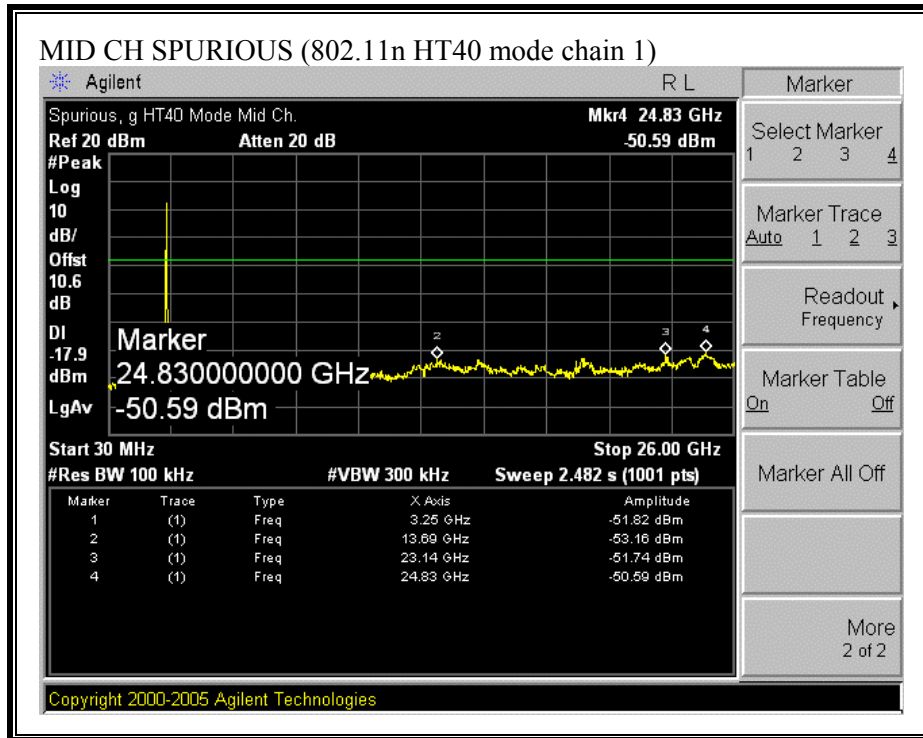 MID CH SPURIOUS (802.11n HT40 mode chain 1)
Agilent R L
Spurious, g HT40 Mode Mid Ch. Mkr4 24.83 GHz
Ref 20 dBm Atten 20 dB -50.59 dBm
#Peak
Log
10
dB/
Offst
10.6
dB
DI
-17.9
dBm
LgAv
2
3
4
Marker
24.830000000 GHz
-50.59 dBm
Start 30 MHz Stop 26.00 GHz
#Res BW 100 kHz #VBW 300 kHz Sweep 2.482 s (1001 pts)
Marker Trace Type X Axis Amplitude
1 (1) Freq 3.25 GHz -51.82 dBm
2 (1) Freq 13.69 GHz -53.16 dBm
3 (1) Freq 23.14 GHz -51.74 dBm
4 (1) Freq 24.83 GHz -50.59 dBm
Marker
Select Marker
1 2 3 4
Marker Trace
Auto 1 2 3
Readout
Frequency
Marker Table
On Off
Marker All Off
More
2 of 2
Copyright 2000-2005 Agilent Technologies